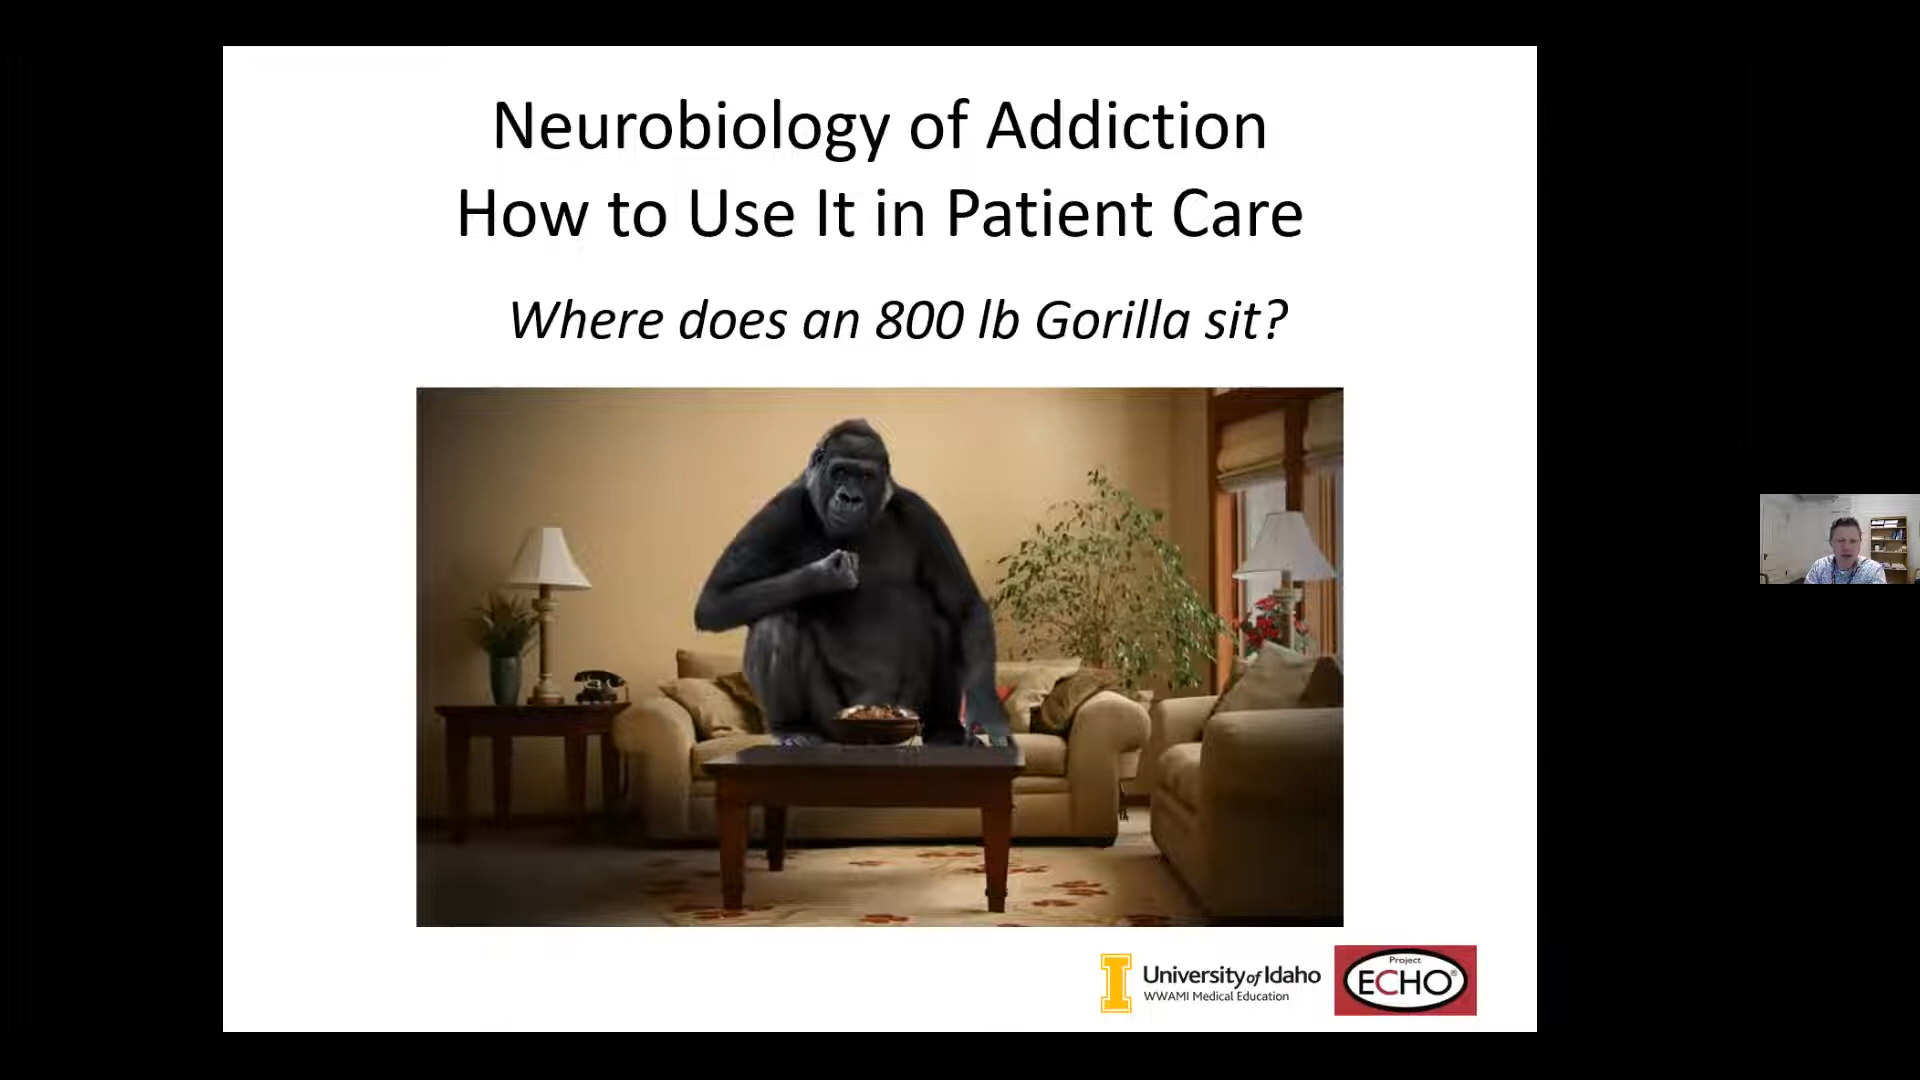 Neurobiology of Addiction
How to Use It in Patient Care
Where does an 800 lb Gorilla sit?
University of Idaho
WWAMI Medical Education
Project
ECHO®